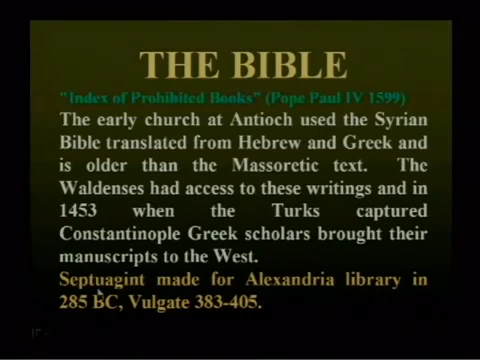 THE BIBLE
"Index of Prohibited Books" (Pope Paul IV 1599)
The early church at Antioch used the Syrian
Bible translated from Hebrew and Greek and
is older than the Massoretic text. The
Waldenses had access to these writings and in
1453 when the Turks captured
Constantinople Greek scholars brought their
manuscripts to the West.
Septuagint made for Alexandria library in
285 BC, Vulgate 383-405.